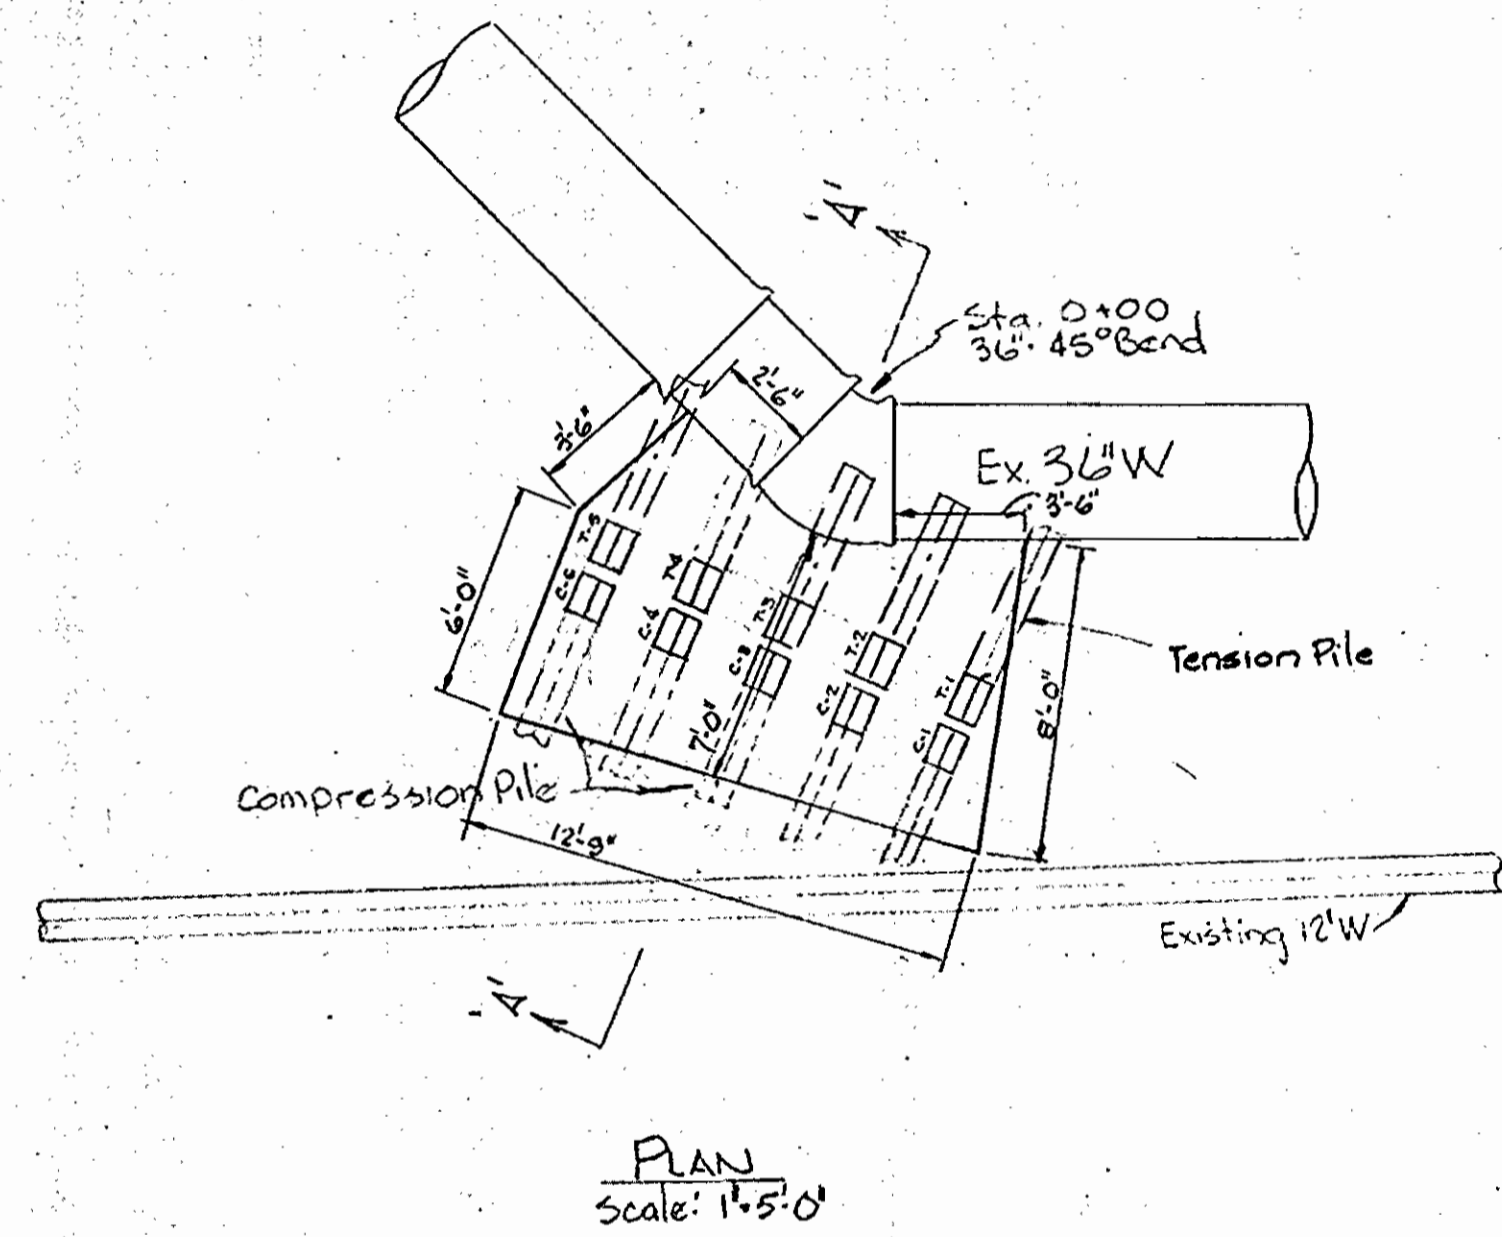 'A'
Sta. 0+00
36"- 45° Bend
2'-6"
3'-6"
Ex. 36"W
3'-6"
T-5
T-4
T-3
T-2
T-1
C-4
C-3
C-2
C-1
6'-0"
7'-0"
8'-0"
Tension Pile
Compression Pile
12'-9"
Existing 12"W
'A'
PLAN
Scale: 1"=5'-0"